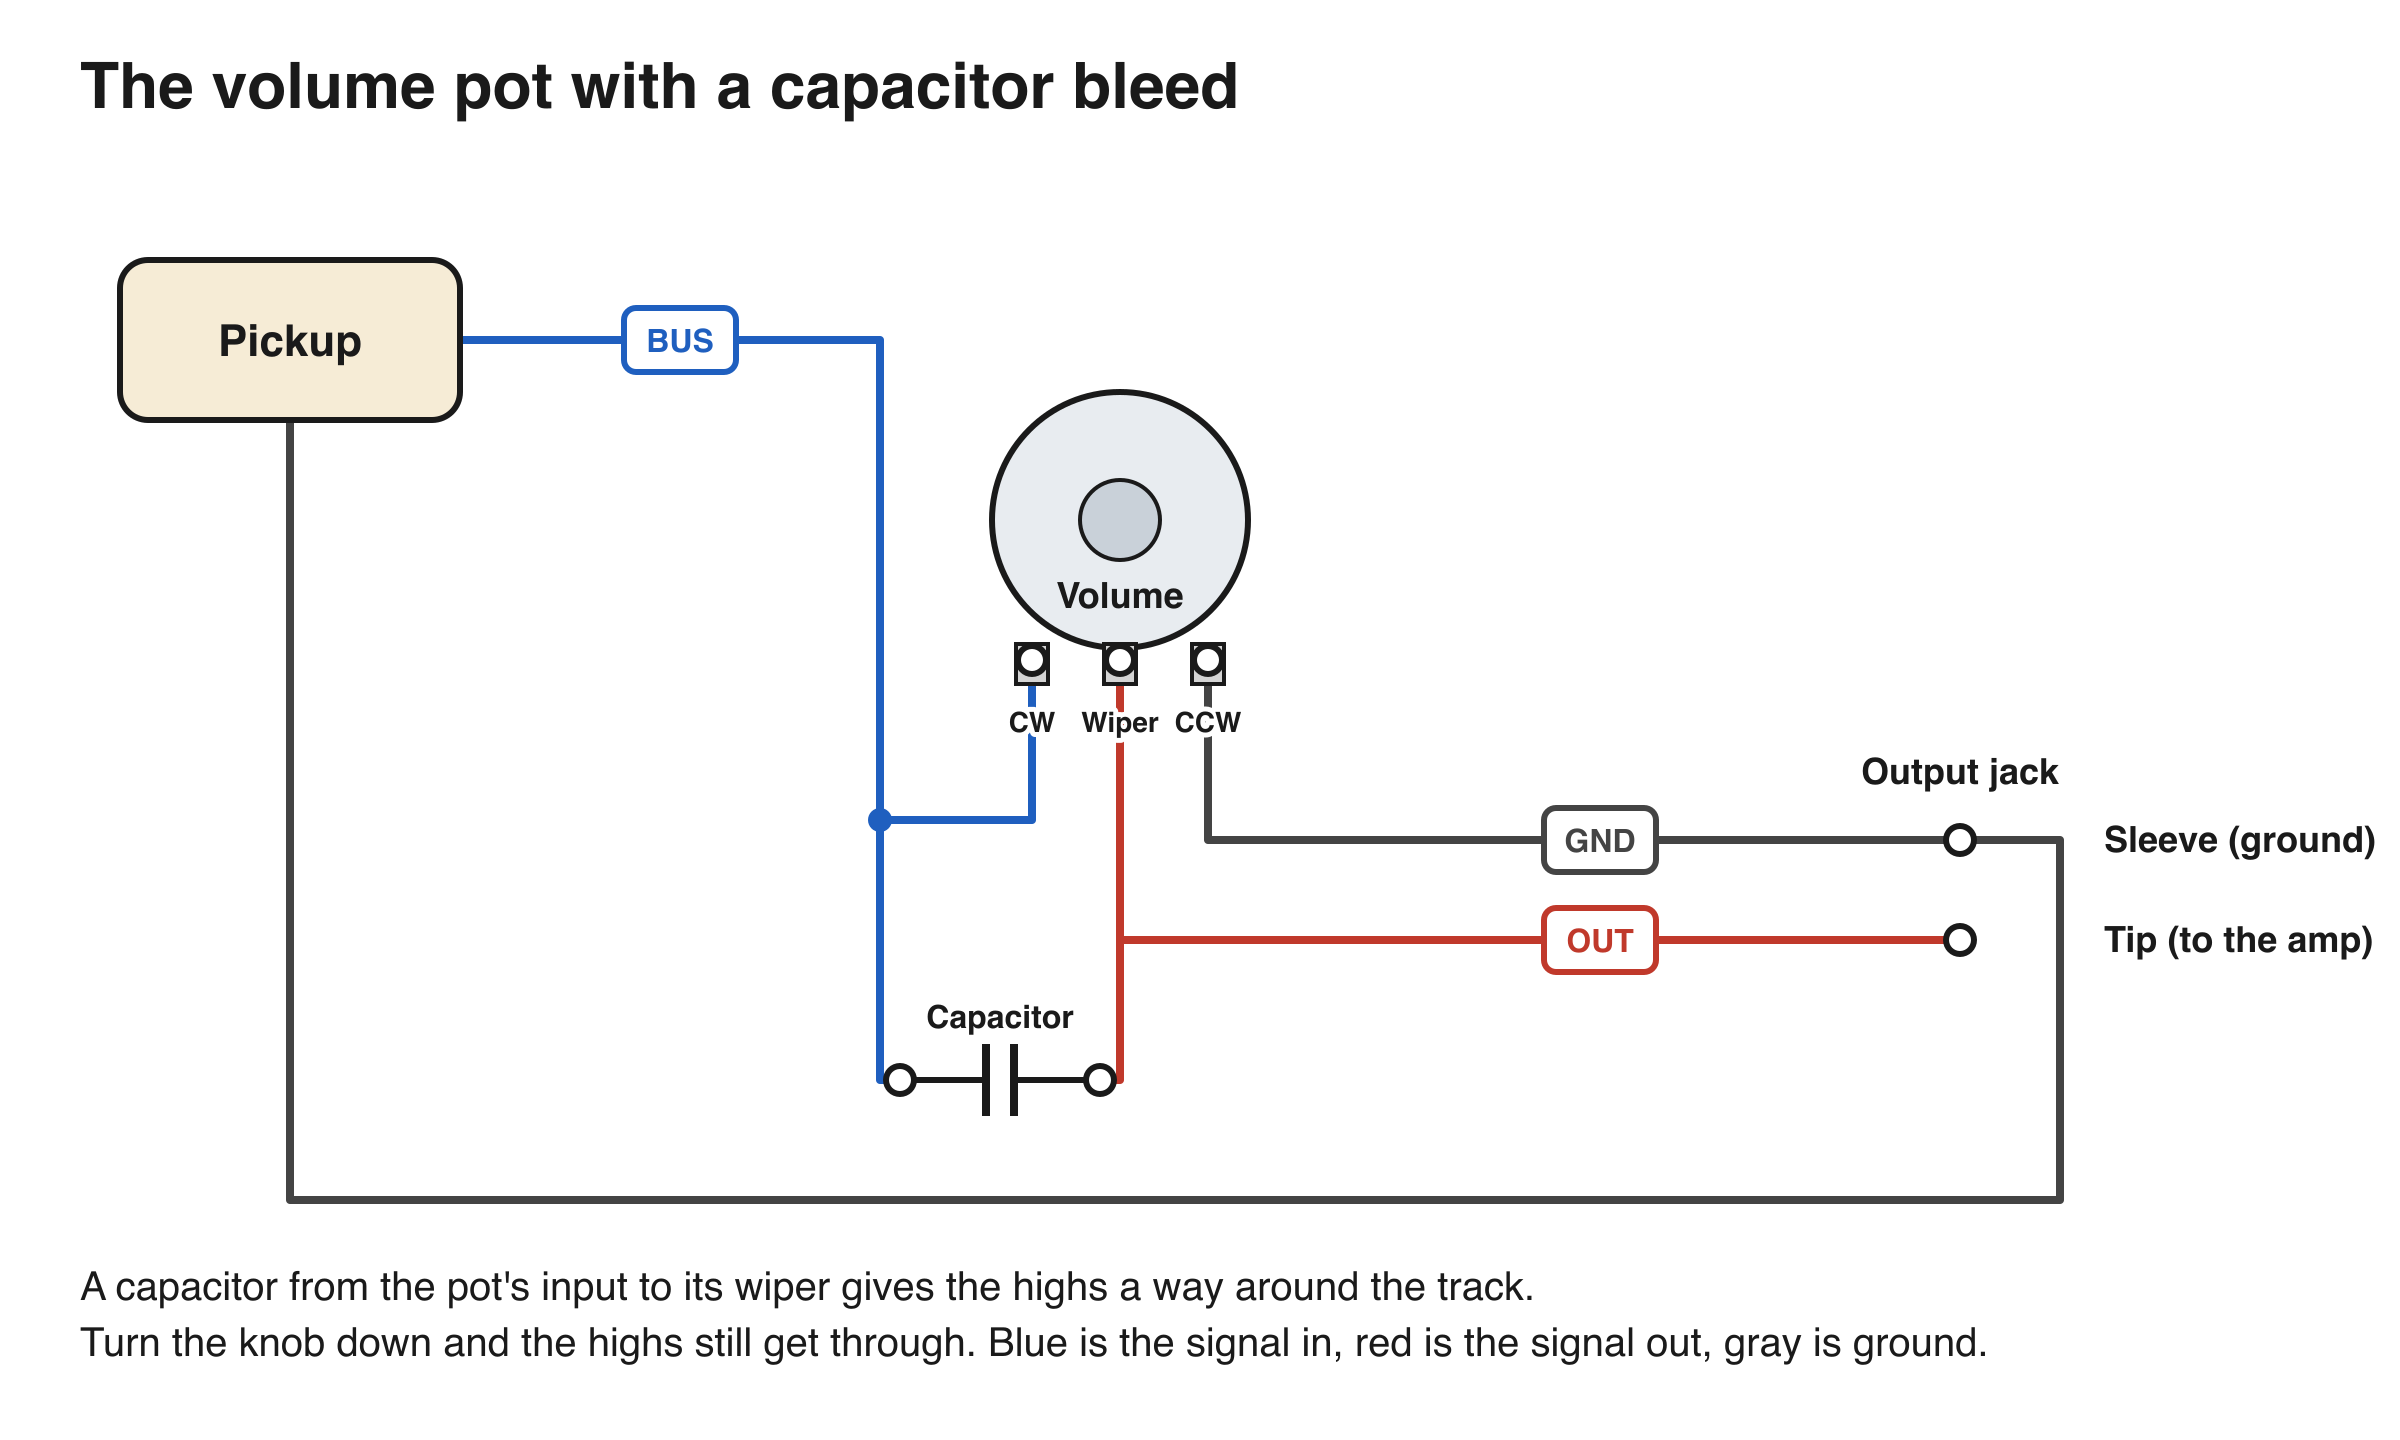 The volume pot with a capacitor bleed
Pickup
BUS
Volume
CW
Wiper
CCW
Output jack
GND
Sleeve (ground)
OUT
Tip (to the amp)
Capacitor
A capacitor from the pot's input to its wiper gives the highs a way around the track.
Turn the knob down and the highs still get through. Blue is the signal in, red is the signal out, gray is ground.